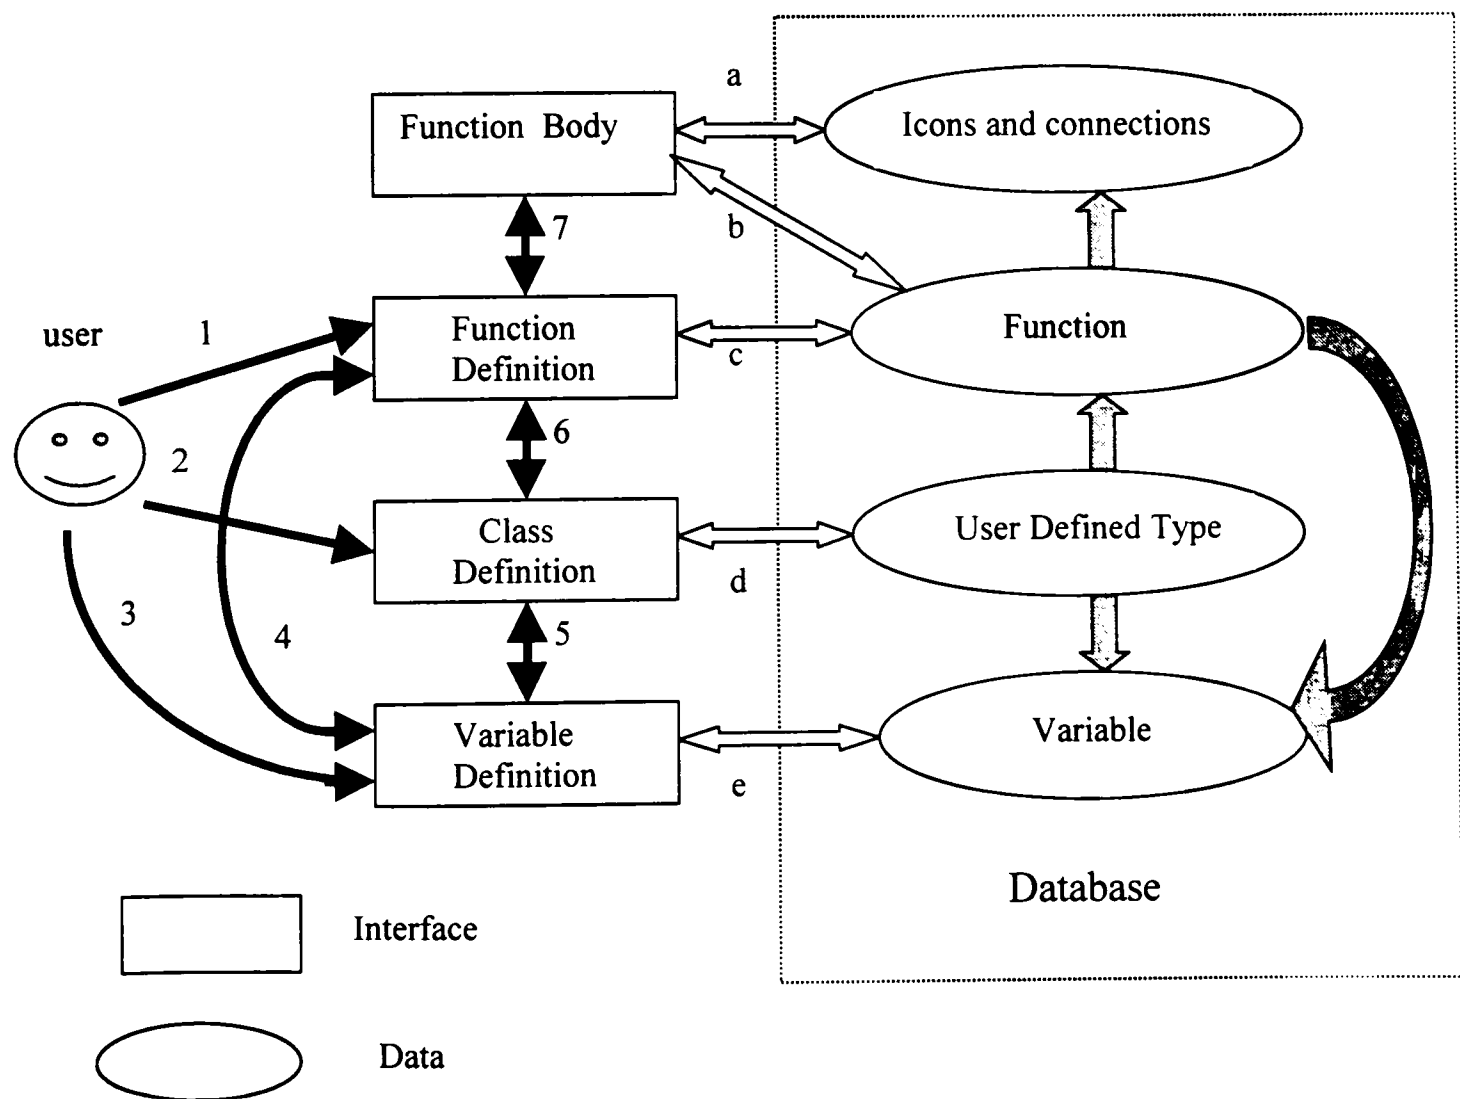 a
Function Body
Icons and connections
b
7
user
1
Function
Definition
c
Function
6
2
Class
Definition
d
User Defined Type
3
4
5
Variable
Definition
e
Variable
Database
Interface
Data